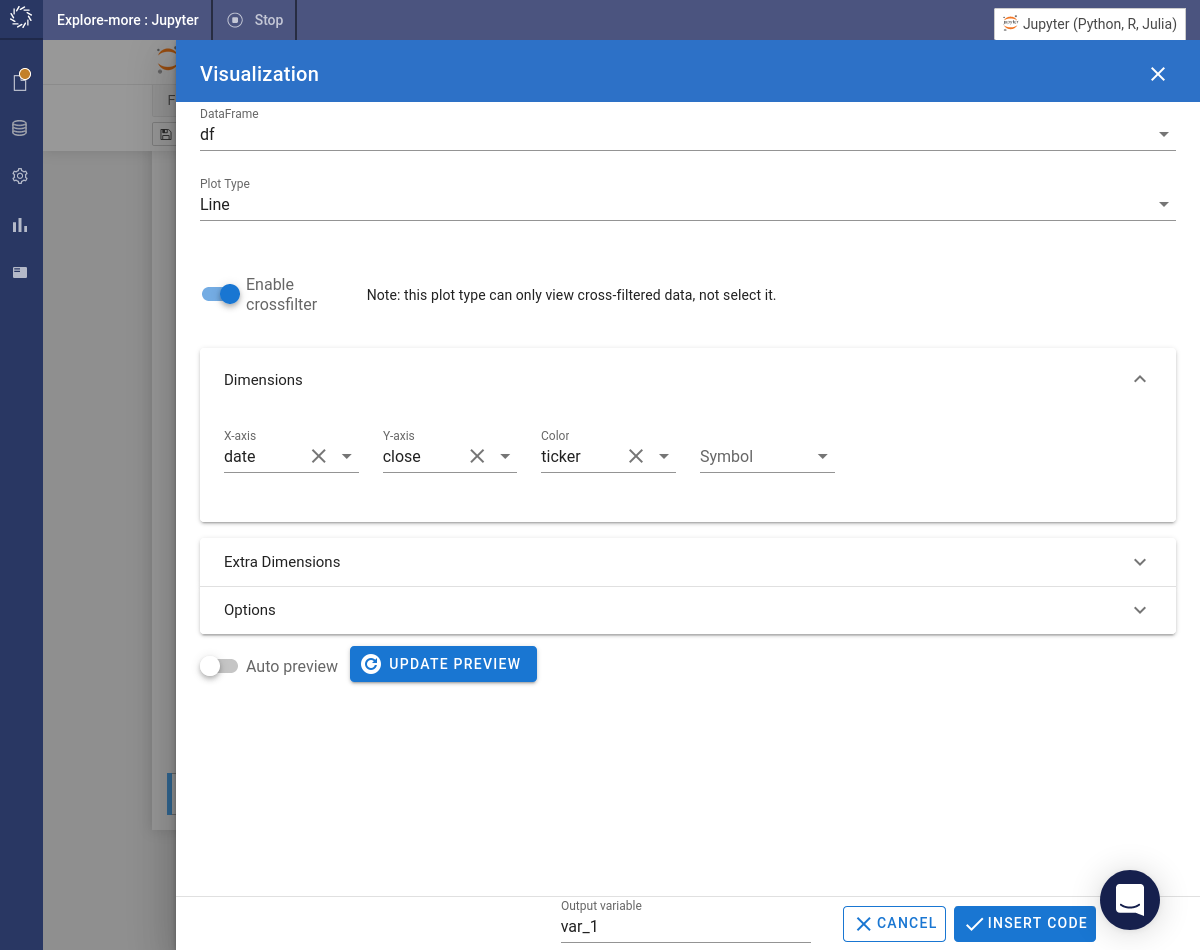 Explore-more : Jupyter
Stop
Jupyter (Python, R, Julia)
Visualization
DataFrame
df
Plot Type
Line
Enable
crossfilter
Note: this plot type can only view cross-filtered data, not select it.
Dimensions
X-axis
date
Y-axis
close
Color
ticker
Symbol
Extra Dimensions
Options
Auto preview
UPDATE PREVIEW
Output variable
var_1
CANCEL
INSERT CODE